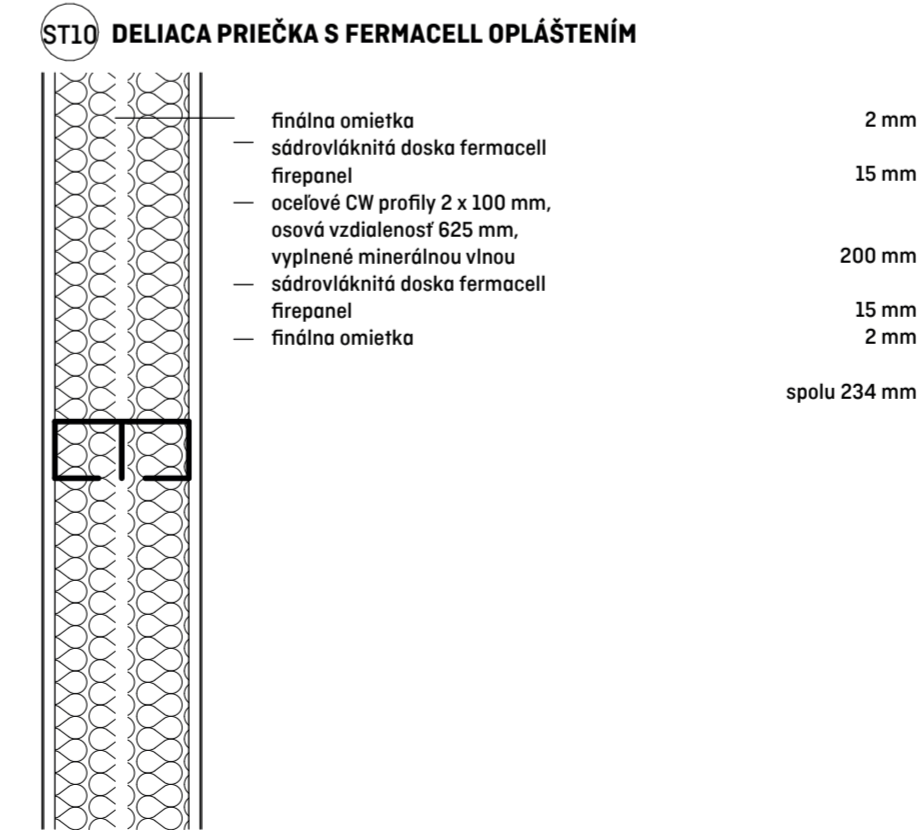 ST10 DELIACA PRIEČKA S FERMACELL OPLÁŠTENÍM
finálna omietka 2 mm
— sádrovláknitá doska fermacell
firepanel 15 mm
— oceľové CW profily 2 x 100 mm,
osová vzdialenosť 625 mm,
vyplnené minerálnou vlnou 200 mm
— sádrovláknitá doska fermacell
firepanel 15 mm
— finálna omietka 2 mm
spolu 234 mm